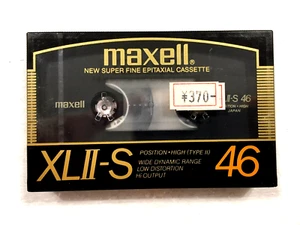 maxell®
NEW SUPER FINE EPITAXIAL CASSETTE
maxell
¥370-
II-S 46
JAPAN
XLII-S
POSITION • HIGH (TYPE II)
WIDE DYNAMIC RANGE
LOW DISTORTION
Hi OUTPUT
46